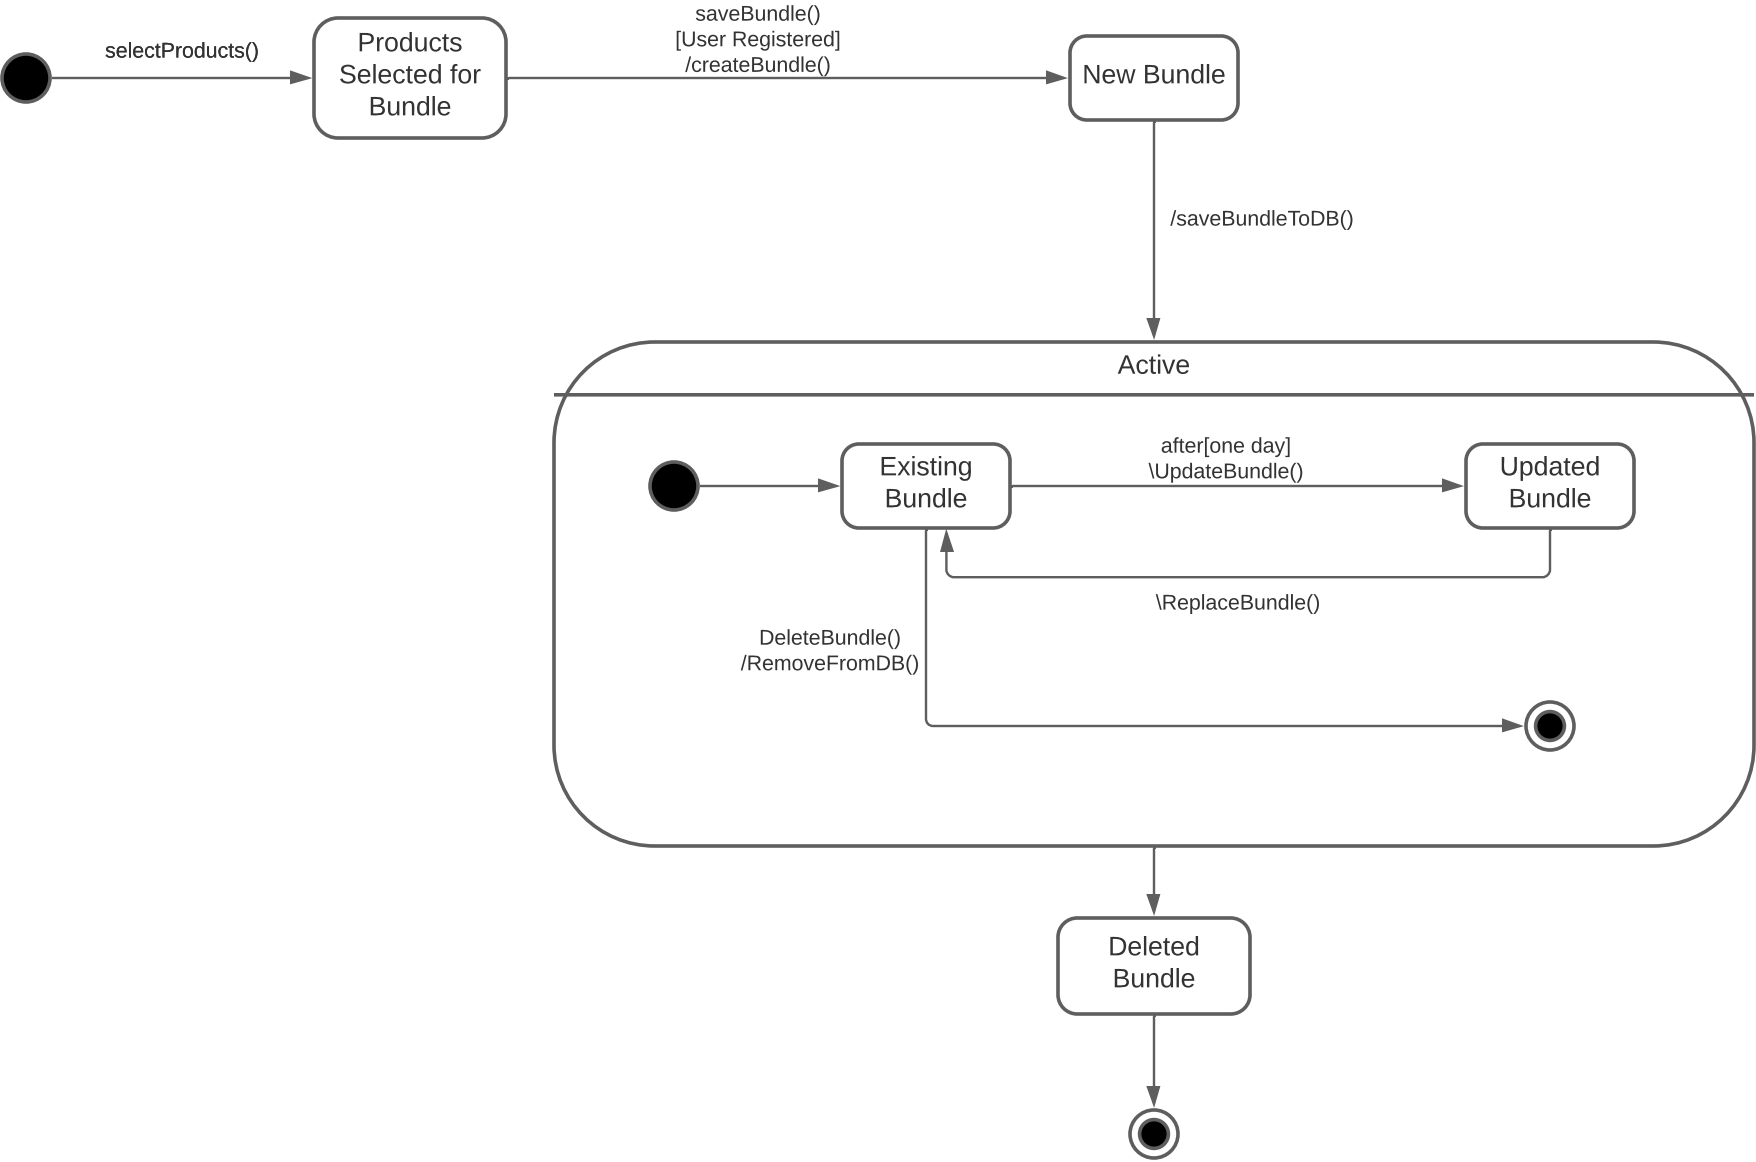 selectProducts()
Products
Selected for
Bundle
saveBundle()
[User Registered]
/createBundle()
New Bundle
/saveBundleToDB()
Active
Existing
Bundle
after[one day]
\UpdateBundle()
Updated
Bundle
\ReplaceBundle()
DeleteBundle()
/RemoveFromDB()
Deleted
Bundle